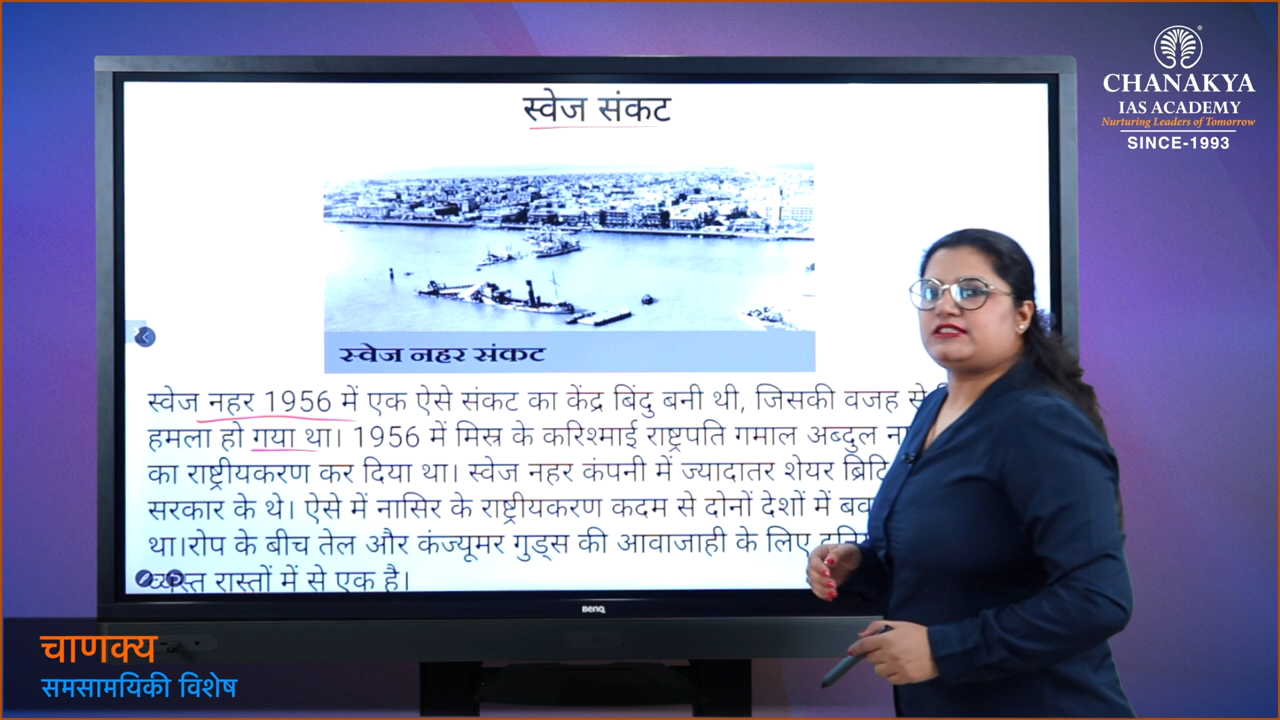 CHANAKYA
IAS ACADEMY
Nurturing Leaders of Tomorrow
SINCE-1993
स्वेज संकट
स्वेज नहर संकट
स्वेज नहर 1956 में एक ऐसे संकट का केंद्र बिंदु बनी थी, जिसकी वजह से
हमला हो गया था। 1956 में मिस्र के करिश्माई राष्ट्रपति गमाल अब्दुल
का राष्ट्रीयकरण कर दिया था। स्वेज नहर कंपनी में ज्यादातर शेयर
सरकार के थे। ऐसे में नासिर के राष्ट्रीयकरण कदम से दोनों देशों में
था।रोप के बीच तेल और कंज्यूमर गुड्स की आवाजाही के लिए
व्यस्त रास्तों में से एक है।
BenQ
चाणक्य
समसामयिकी विशेष